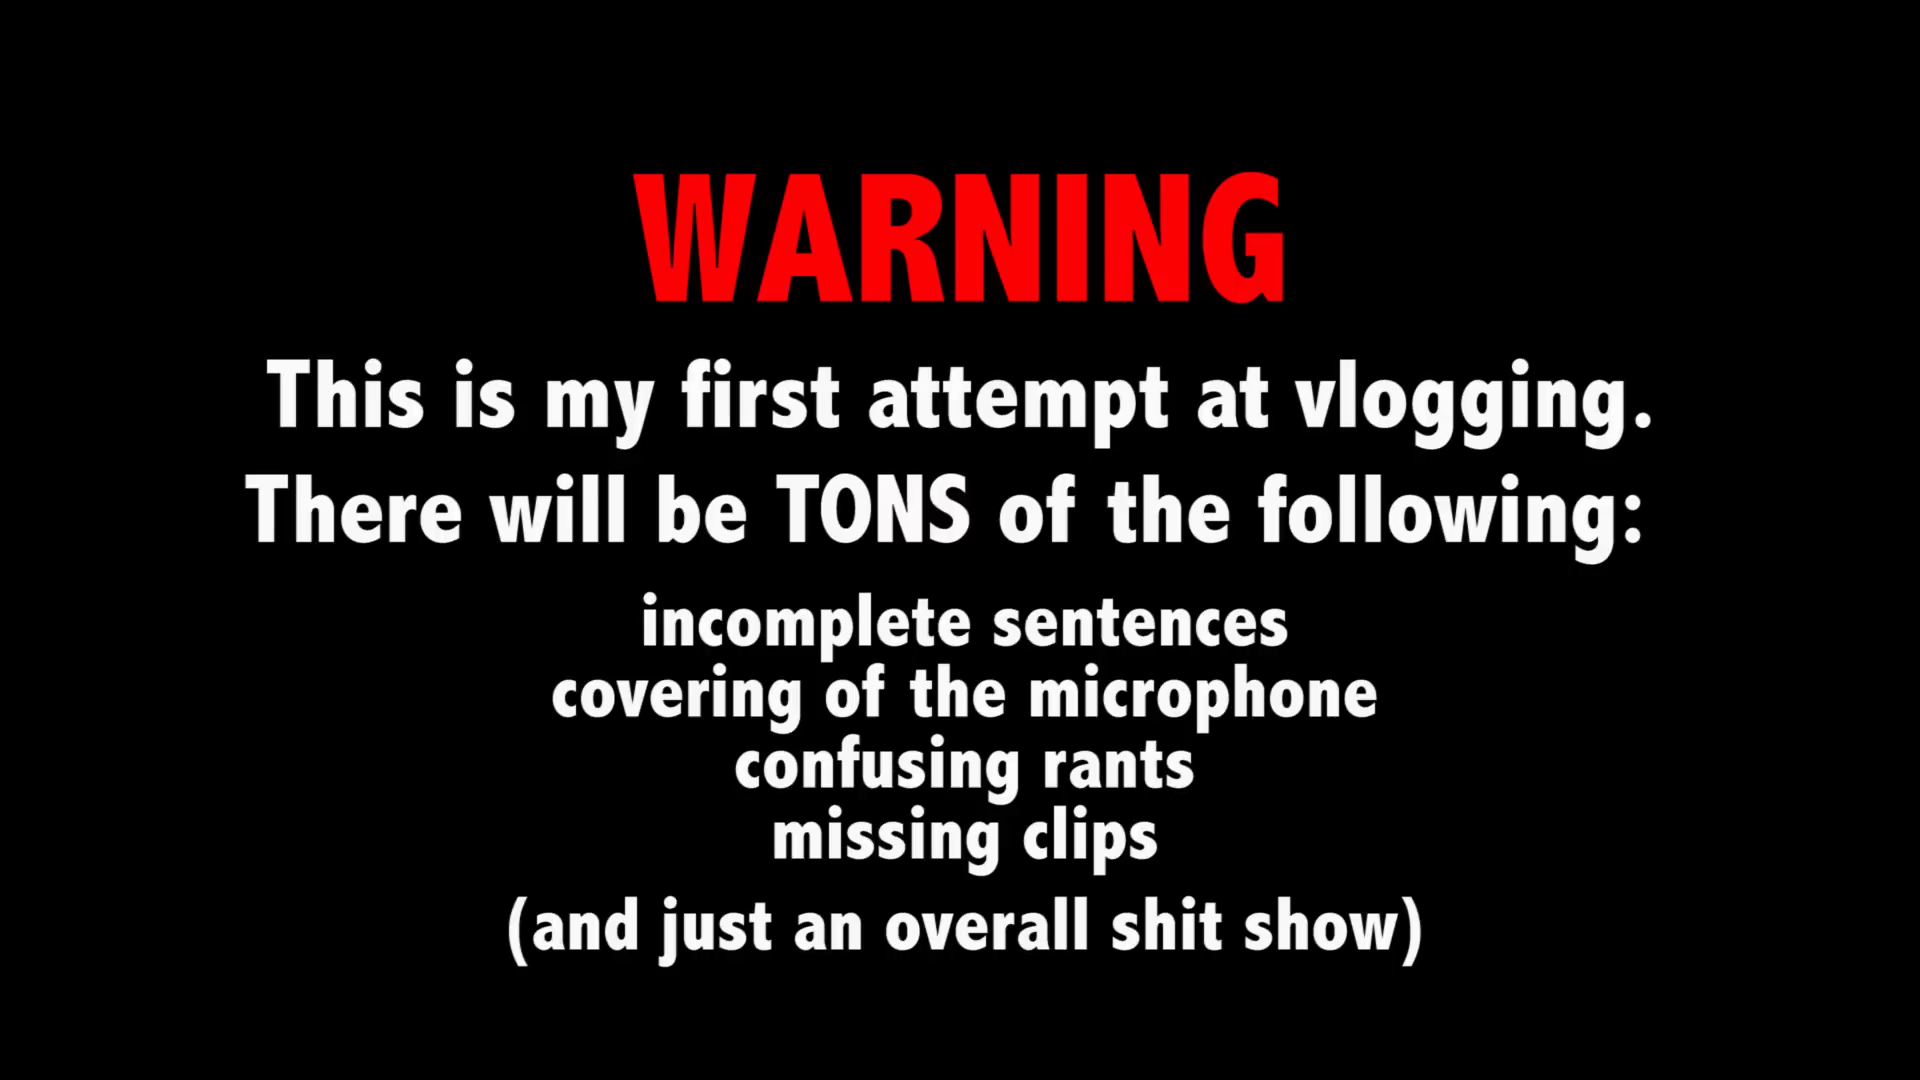 WARNING
This is my first attempt at vlogging.
There will be TONS of the following:
incomplete sentences
covering of the microphone
confusing rants
missing clips
(and just an overall shit show)